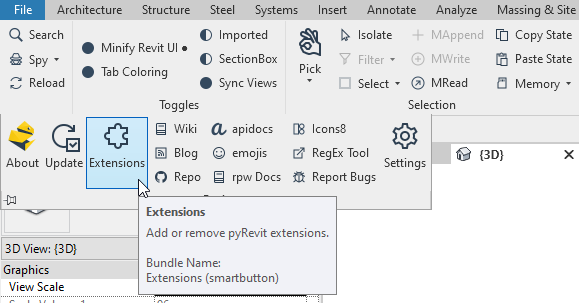 File Architecture Structure Steel Systems Insert Annotate Analyze Massing & Site
Search Minify Revit UI Imported Isolate MAppend Copy State
Spy Tab Coloring SectionBox Pick Filter MWrite Paste State
Reload Sync Views Select MRead Memory
Toggles Selection
Wiki apidocs Icons8
About Update Extensions Blog emojis RegEx Tool Settings
Repo rpw Docs Report Bugs
{3D}
Extensions
Add or remove pyRevit extensions.
Bundle Name:
Extensions (smartbutton)
3D View: {3D}
Graphics
View Scale